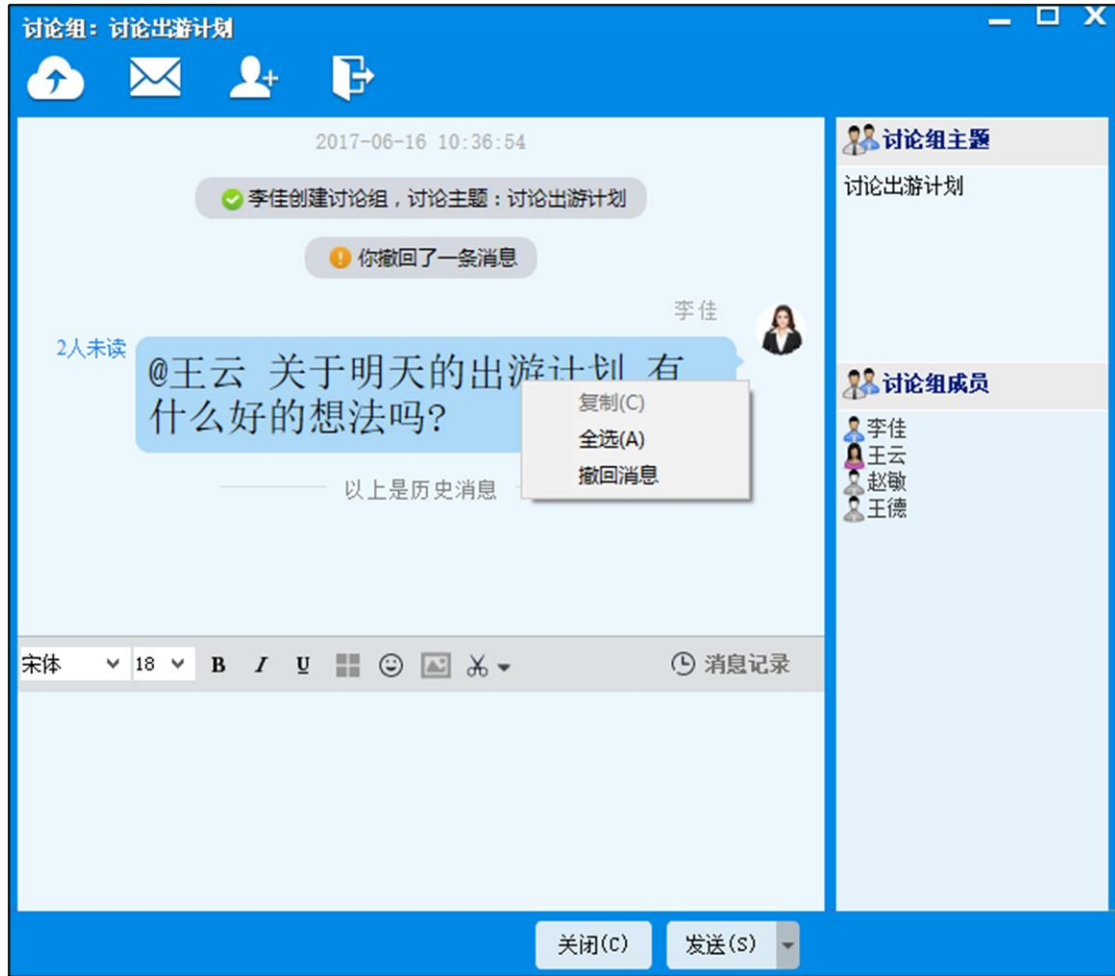 讨论组：讨论出游计划
2017-06-16 10:36:54
李佳创建讨论组，讨论主题：讨论出游计划
你撤回了一条消息
李佳
2人未读
@王云 关于明天的出游计划 有
什么好的想法吗?
复制(C)
全选(A)
撤回消息
以上是历史消息
宋体 18 B I U 消息记录
关闭(C) 发送(S)
讨论组主题
讨论出游计划
讨论组成员
李佳
王云
赵敏
王德